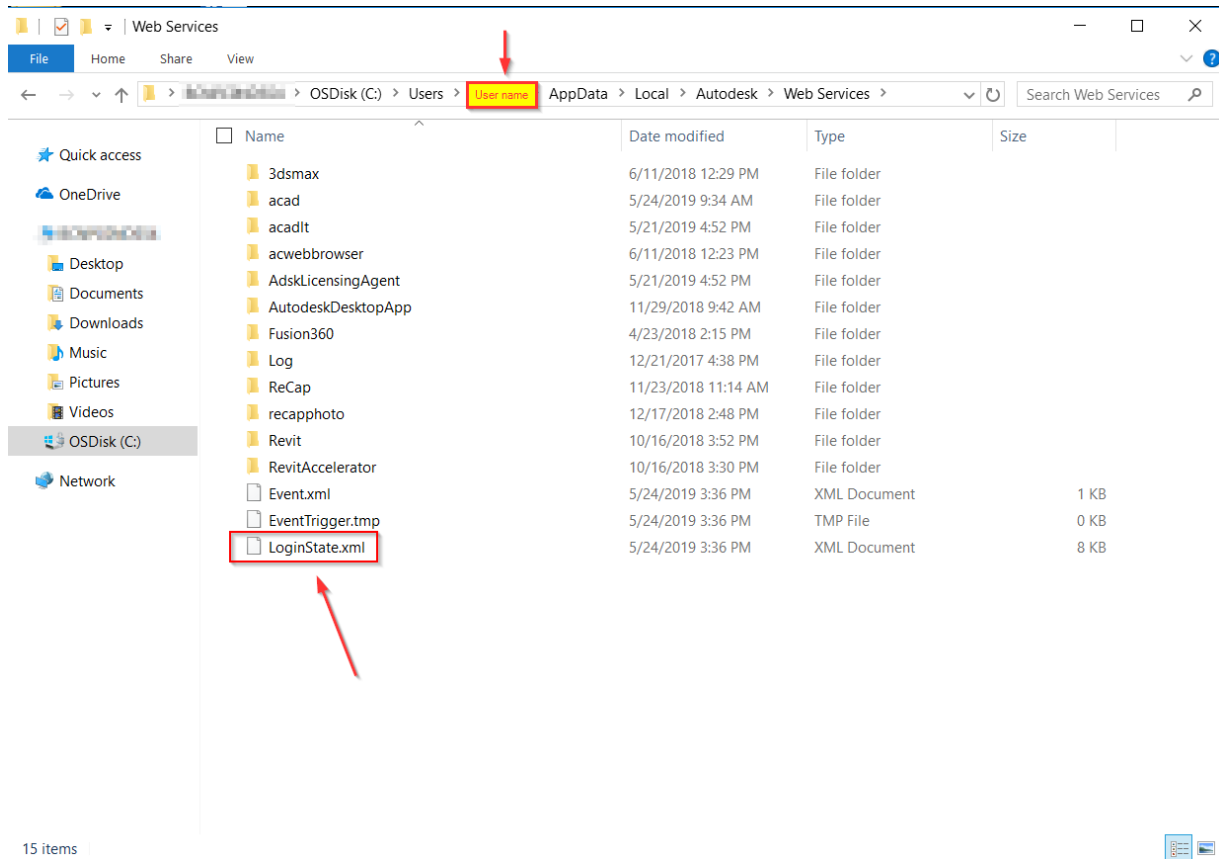 Web Services
File Home Share View
OSDisk (C:) Users User name AppData Local Autodesk Web Services Search Web Services
Name Date modified Type Size
Quick access
OneDrive
Desktop
Documents
Downloads
Music
Pictures
Videos
OSDisk (C:)
Network
3dsmax 6/11/2018 12:29 PM File folder
acad 5/24/2019 9:34 AM File folder
acadlt 5/21/2019 4:52 PM File folder
acwebbrowser 6/11/2018 12:23 PM File folder
AdskLicensingAgent 5/21/2019 4:52 PM File folder
AutodeskDesktopApp 11/29/2018 9:42 AM File folder
Fusion360 4/23/2018 2:15 PM File folder
Log 12/21/2017 4:38 PM File folder
ReCap 11/23/2018 11:14 AM File folder
recapphoto 12/17/2018 2:48 PM File folder
Revit 10/16/2018 3:52 PM File folder
RevitAccelerator 10/16/2018 3:30 PM File folder
Event.xml 5/24/2019 3:36 PM XML Document 1 KB
EventTrigger.tmp 5/24/2019 3:36 PM TMP File 0 KB
LoginState.xml 5/24/2019 3:36 PM XML Document 8 KB
15 items